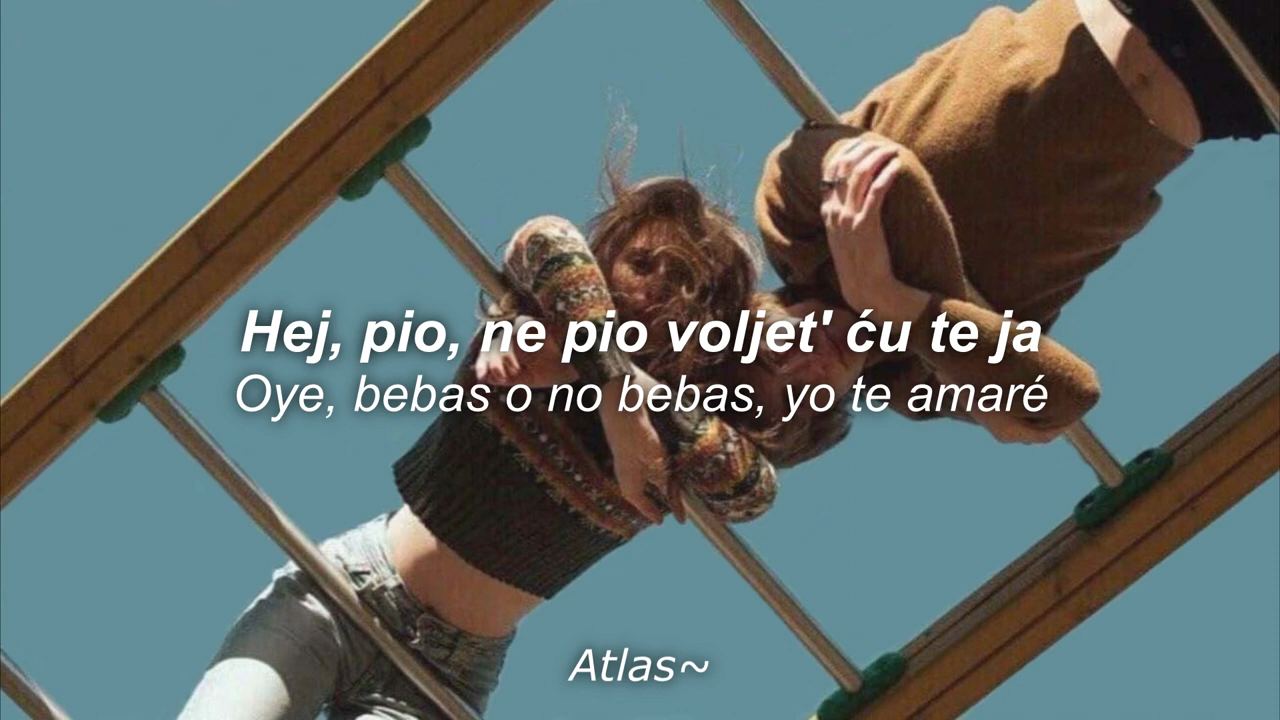 Hej, pio, ne pio voljet' ću te ja
Oye, bebas o no bebas, yo te amaré
Atlas~